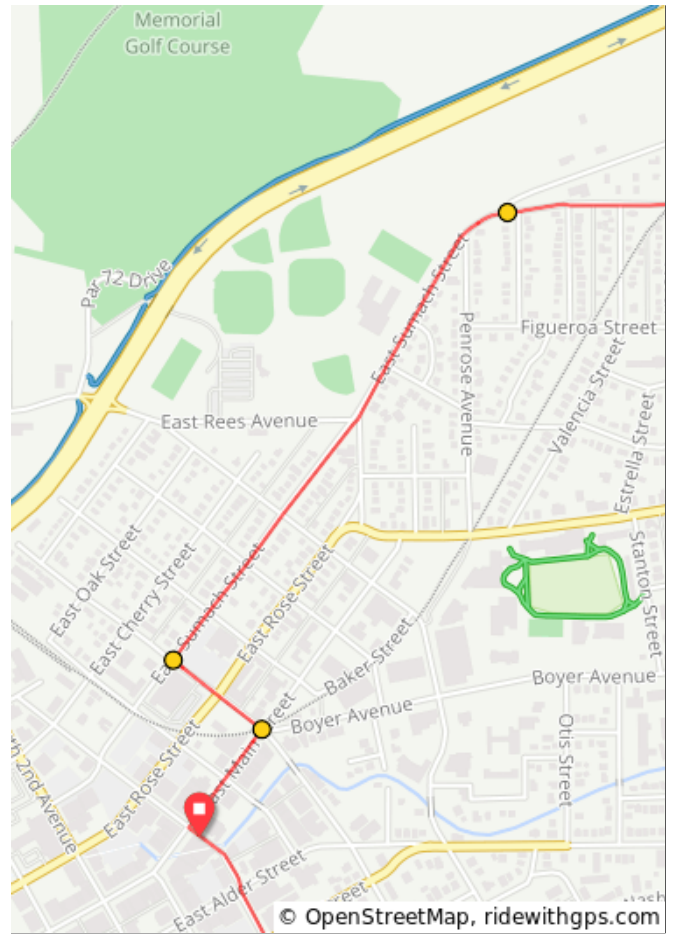 Memorial
Golf Course
Par 72 Drive
East Sumach Street
Penrose Avenue
Figueroa Street
Valencia Street
Estrella Street
East Rees Avenue
Stanton Street
East Oak Street
East Cherry Street
East Sumach Street
East Rose Street
Baker Street
Boyer Avenue
Boyer Avenue
Otis Street
East Main Street
East Rose Street
2nd Avenue
East Alder Street
Street
© OpenStreetMap, ridewithgps.com